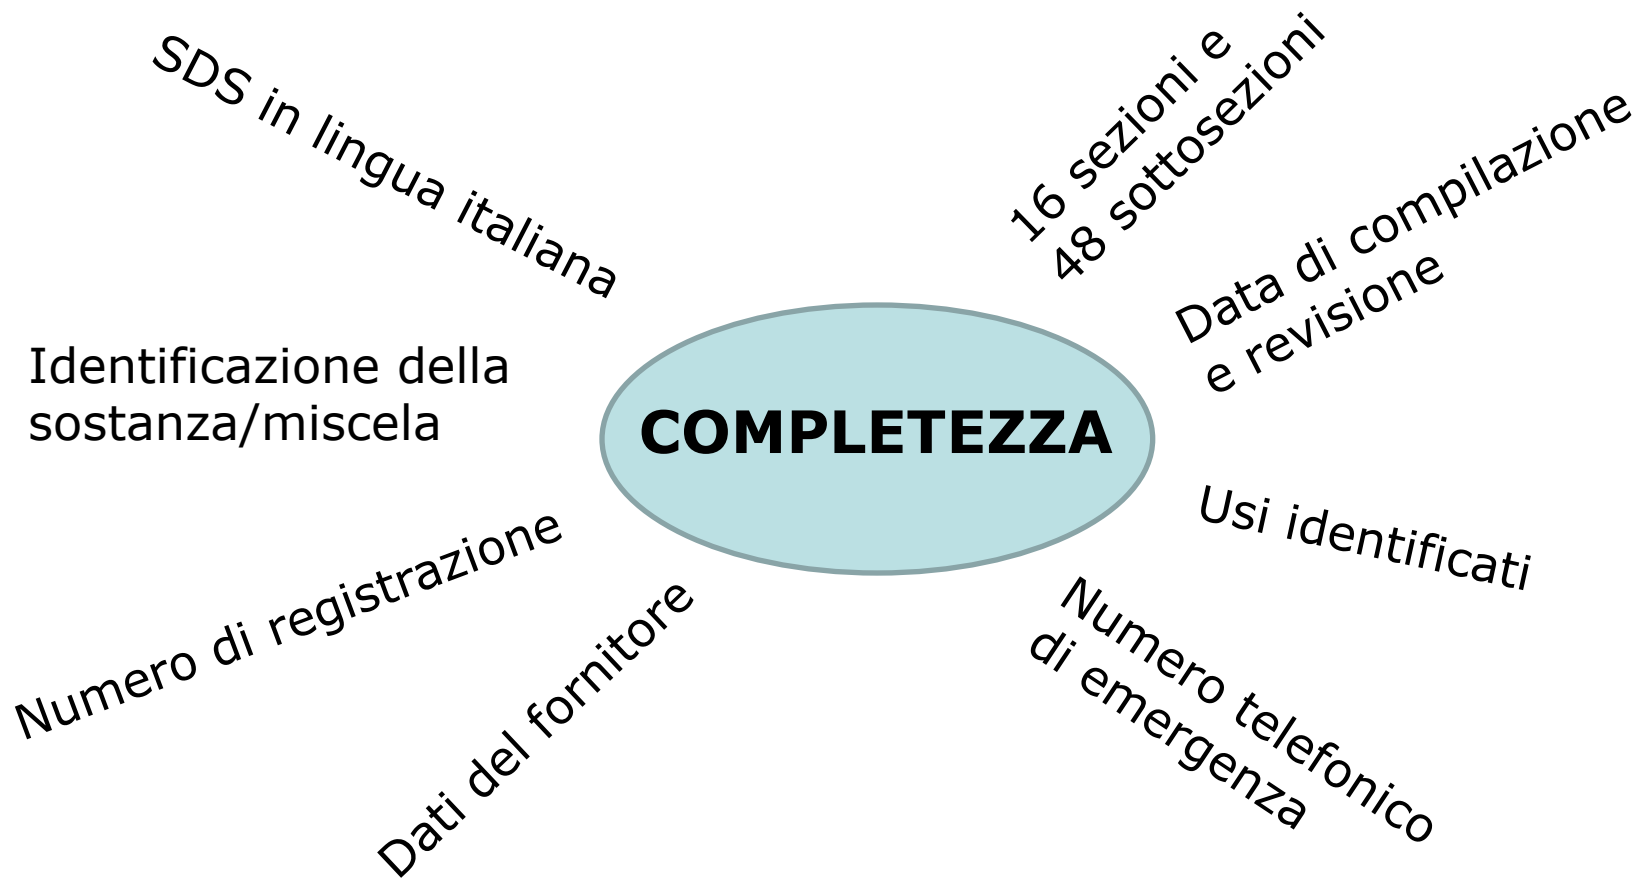 SDS in lingua italiana
16 sezioni e
48 sottosezioni
Data di compilazione
e revisione
Identificazione della
sostanza/miscela
COMPLETEZZA
Usi identificati
Numero di registrazione
Dati del fornitore
Numero telefonico
di emergenza